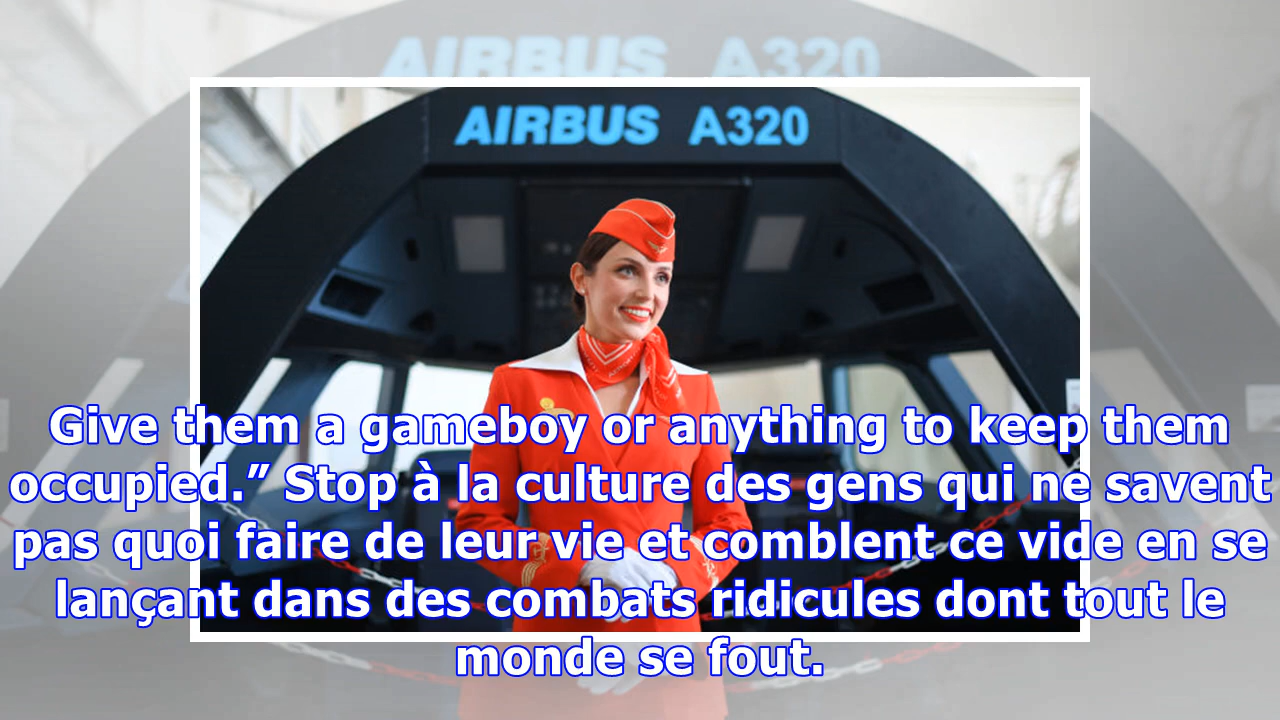 AIRBUS A320
AIRBUS A320
Give them a gameboy or anything to keep them
occupied.” Stop à la culture des gens qui ne savent
pas quoi faire de leur vie et comblent ce vide en se
lançant dans des combats ridicules dont tout le
monde se fout.